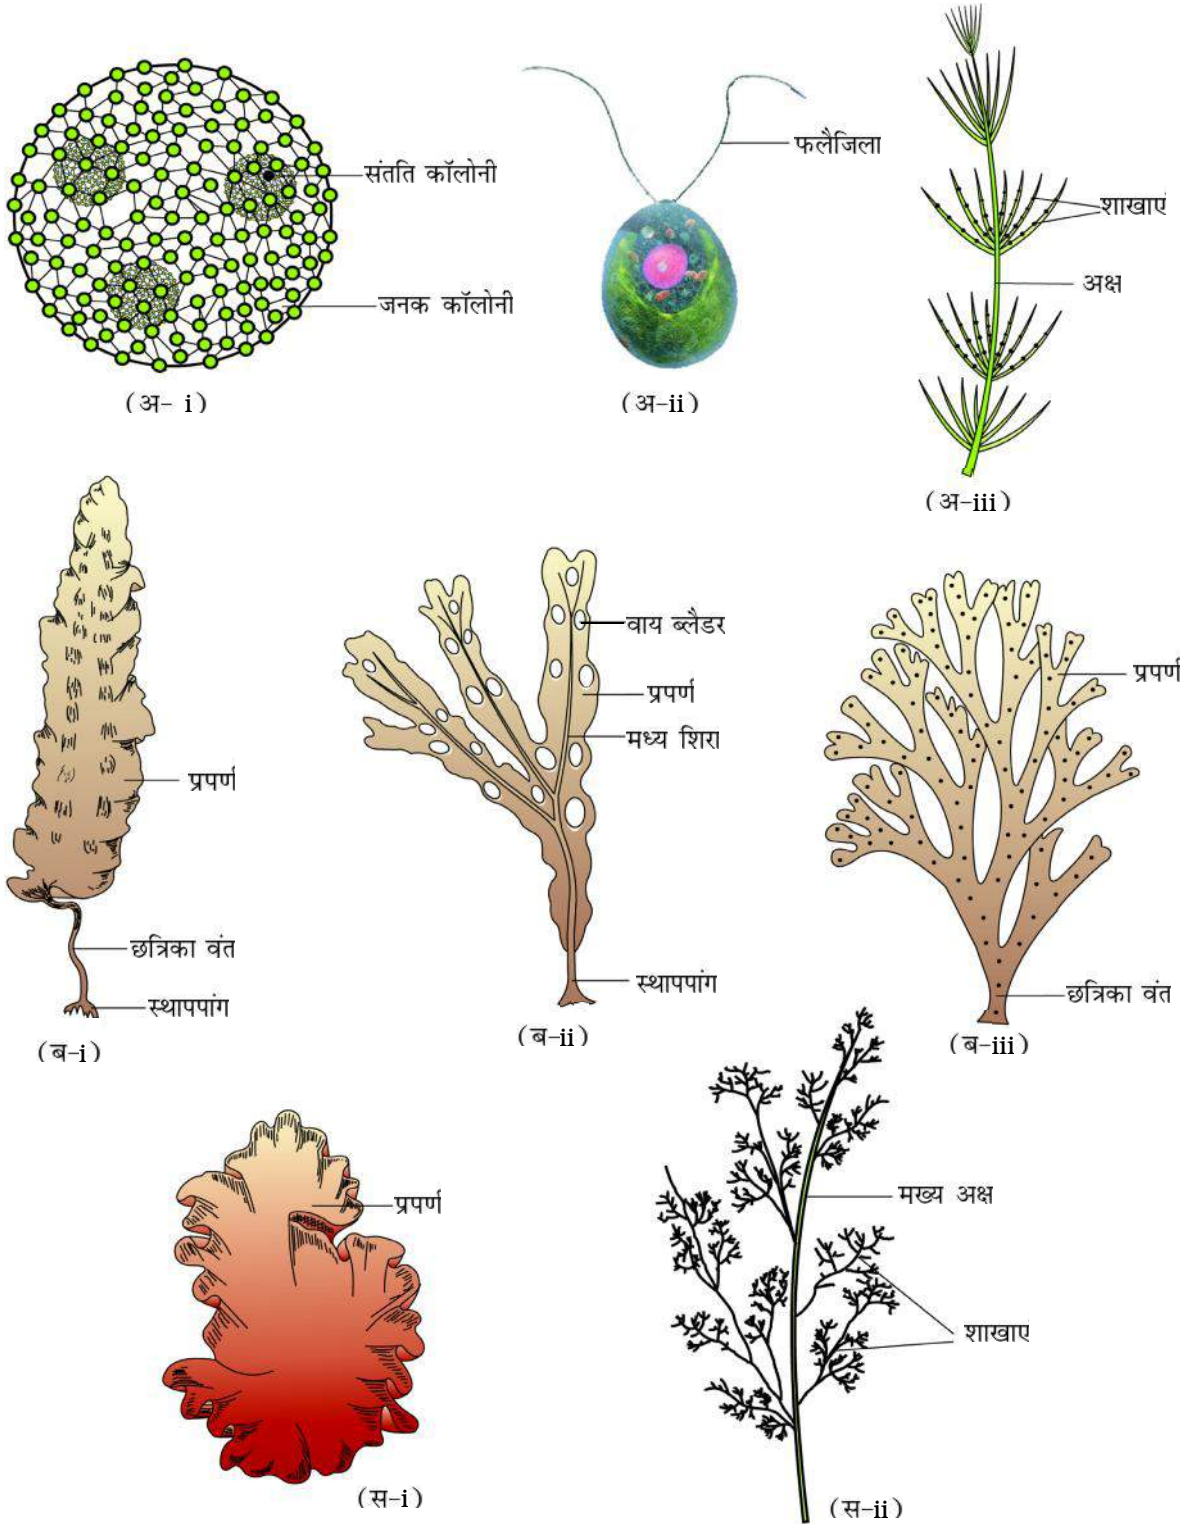 संतति कॉलोनी
जनक कॉलोनी
(अ- i)
फलैजिला
(अ-ii)
शाखाएं
अक्ष
(अ-iii)
प्रपर्ण
छत्रिका वंत
स्थापपांग
(ब-i)
वाय ब्लैडर
प्रपर्ण
मध्य शिरा
स्थापपांग
(ब-ii)
प्रपर्ण
छत्रिका वंत
(ब-iii)
प्रपर्ण
(स-i)
मख्य अक्ष
शाखाए
(स-ii)